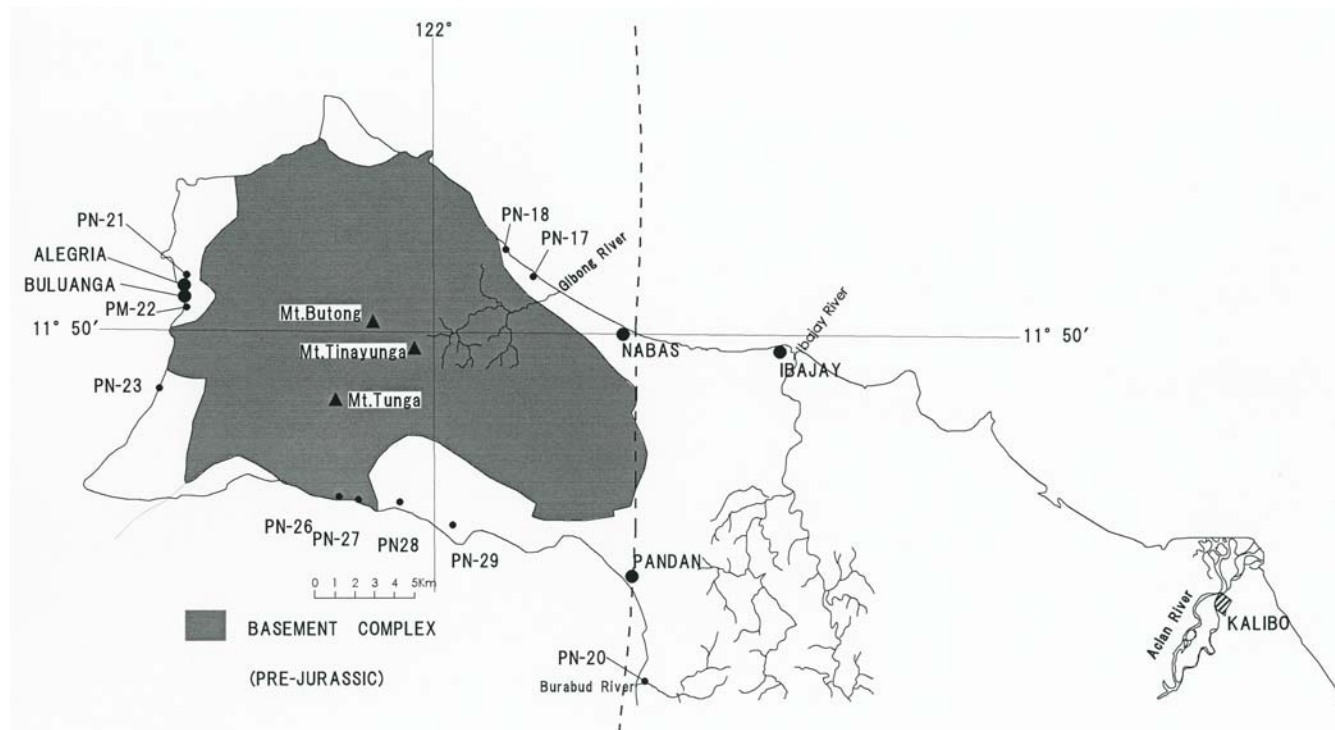 122°
PN-18
PN-17
Gibong River
PN-21
ALEGRIA
BULUANGA
PM-22
Mt.Butong
11° 50′
11° 50′
Mt.Tinayunga
NABAS
Ibajay River
IBAJAY
PN-23
Mt.Tunga
PN-26
PN-27
PN28
PN-29
PANDAN
0 1 2 3 5Km
BASEMENT COMPLEX
(PRE-JURASSIC)
PN-20
Burabud River
Aclan River
KALIBO